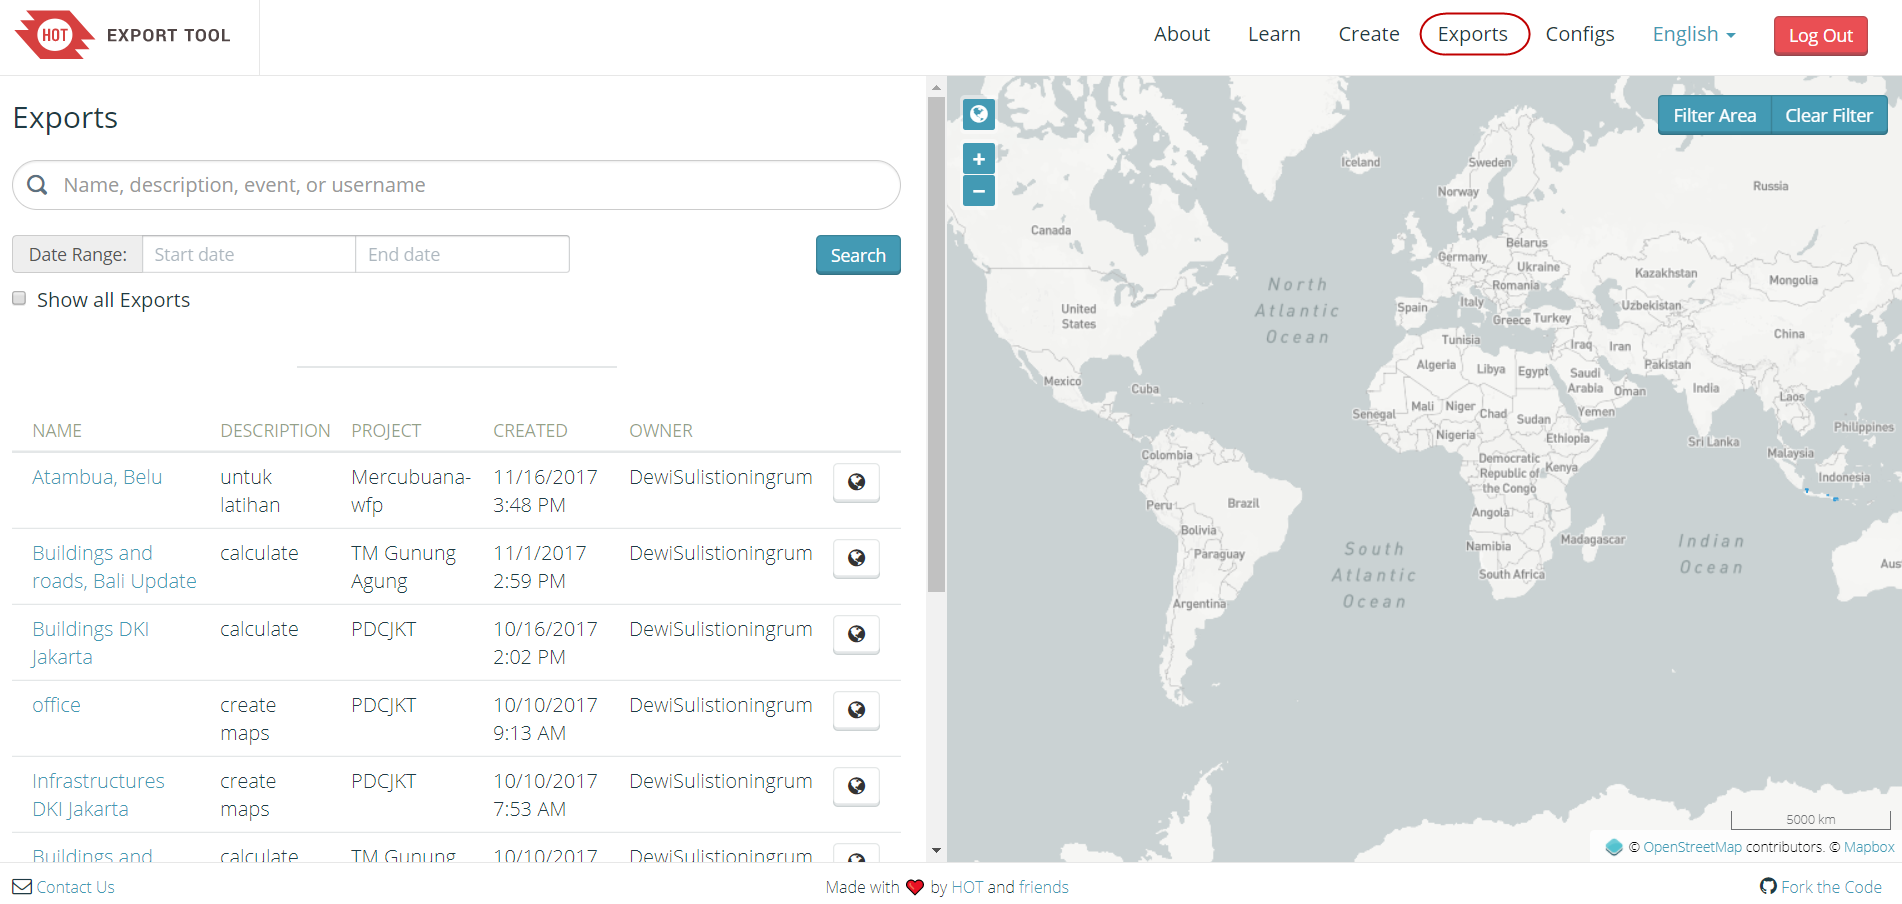 HOT EXPORT TOOL
About Learn Create Exports Configs English Log Out
Exports
Name, description, event, or username
Date Range: Start date End date Search
Show all Exports
NAME DESCRIPTION PROJECT CREATED OWNER
Atambua, Belu untuk Mercubuana- 11/16/2017 DewiSulistioningrum
latihan wfp 3:48 PM
Buildings and calculate TM Gunung 11/1/2017 DewiSulistioningrum
roads, Bali Update Agung 2:59 PM
Buildings DKI calculate PDCJKT 10/16/2017 DewiSulistioningrum
Jakarta 2:02 PM
office create PDCJKT 10/10/2017 DewiSulistioningrum
maps 9:13 AM
Infrastructures create PDCJKT 10/10/2017 DewiSulistioningrum
DKI Jakarta maps 7:53 AM
Buildings and calculate TM Gunung 10/10/2017 DewiSulistioningrum
Filter Area Clear Filter
+
−
Iceland
Sweden
Norway
Russia
Canada
Belarus
Germany
Ukraine
Kazakhstan
Mongolia
Romania
North
Atlantic
Ocean
United
States
Spain
Italy
Uzbekistan
Greece Turkey
China
Tunisia
Iraq
Iran
Pakistan
Algeria
Libya
Egypt
Saudi
Arabia
Oman
India
Laos
Mexico
Cuba
Senegal
Mali
Niger
Chad
Sudan
Yemen
Philippines
Nigeria
Ethiopia
Sri Lanka
Malaysia
Colombia
Democratic
Republic of
the Congo
Kenya
Indonesia
Peru
Brazil
Angola
Bolivia
Paraguay
Namibia
Madagascar
South Africa
South
Atlantic
Ocean
Indian
Ocean
Aus
Argentina
5000 km
© OpenStreetMap contributors. © Mapbox
Contact Us Made with by HOT and friends Fork the Code